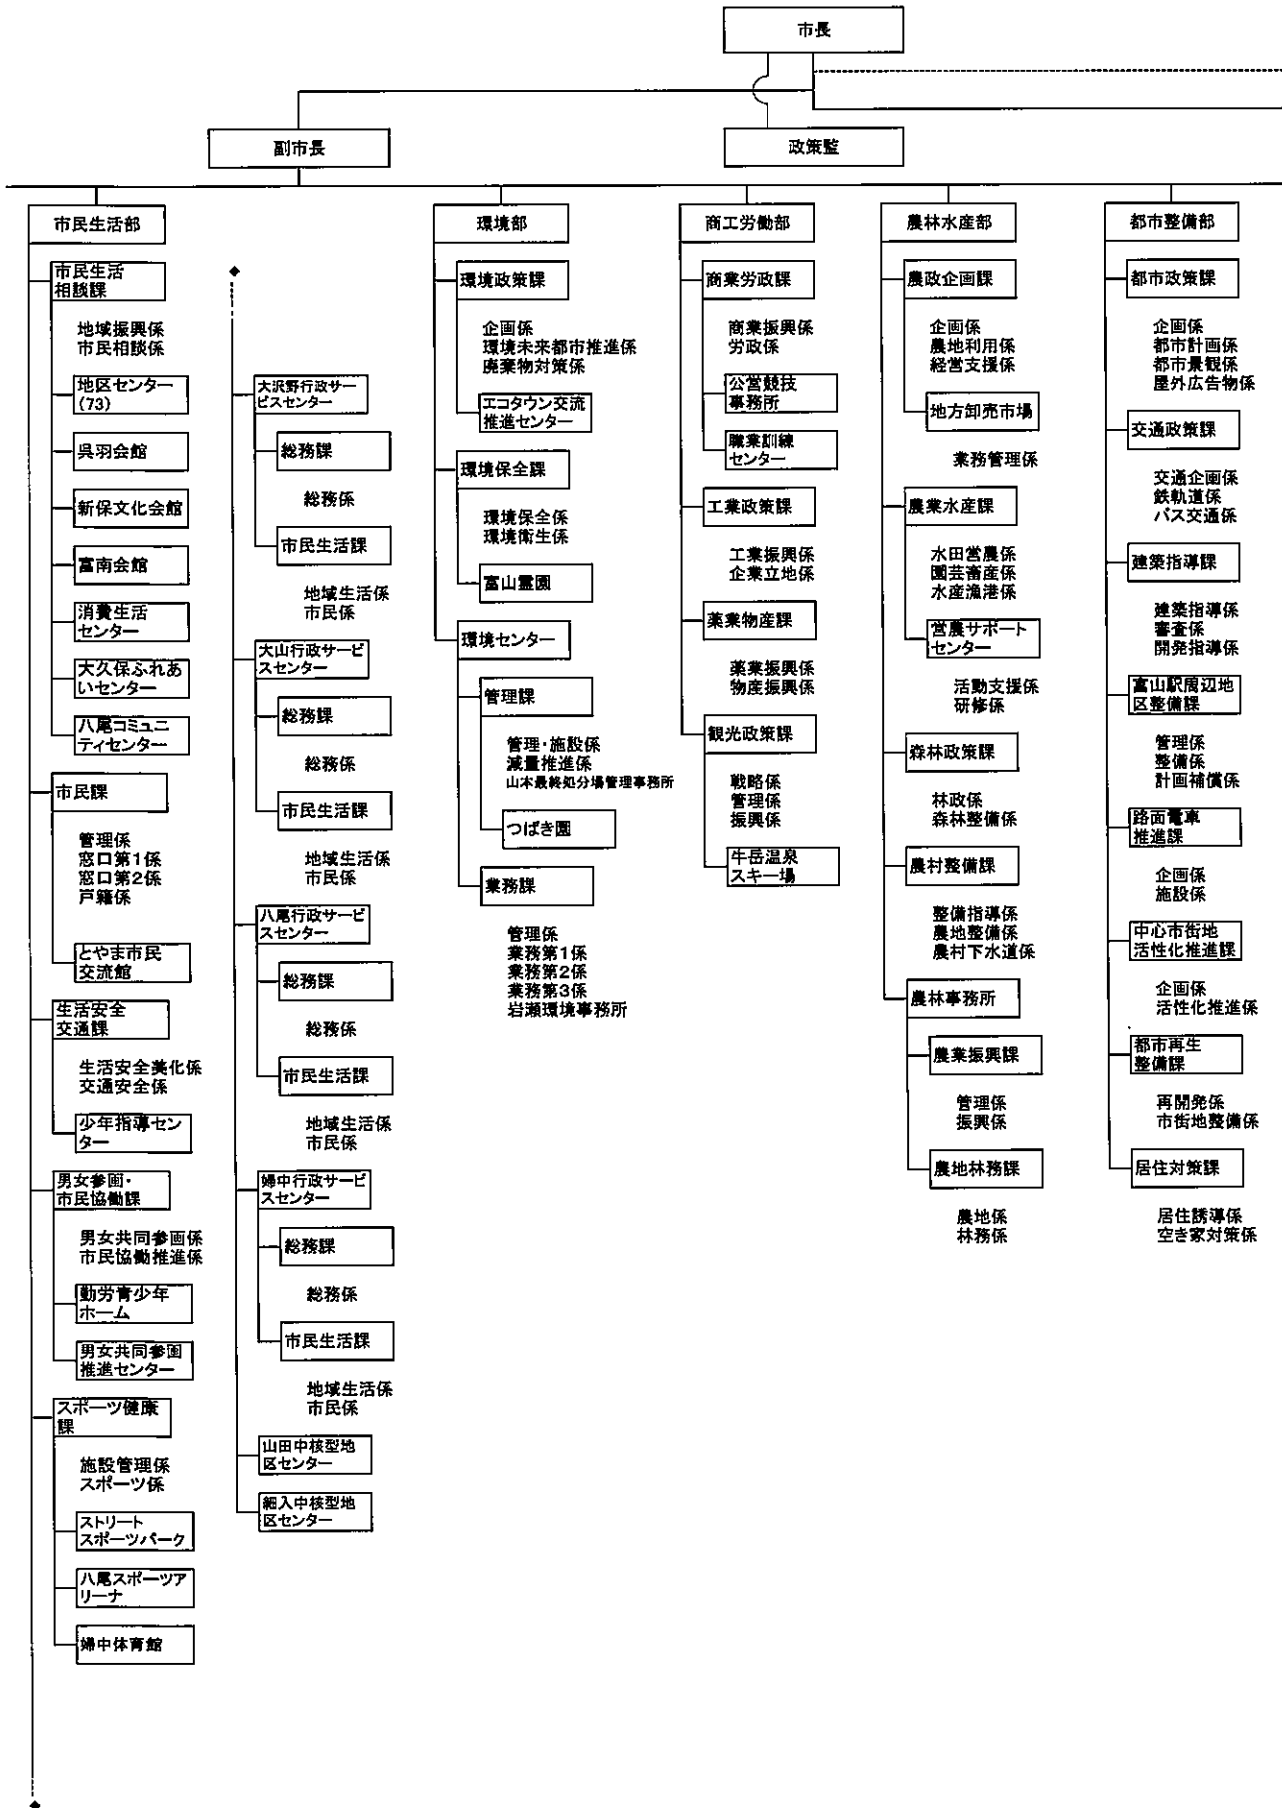 市長
副市長
政策監
市民生活部
市民生活
相談課
地域振興係
市民相談係
地区センター
(73)
呉羽会館
新保文化会館
富南会館
消費生活
センター
大久保ふれあ
いセンター
八尾コミュニ
ティセンター
市民課
管理係
窓口第1係
窓口第2係
戸籍係
とやま市民
交流館
生活安全
交通課
生活安全美化係
交通安全係
少年指導セン
ター
男女参画・
市民協働課
男女共同参画係
市民協働推進係
勤労青少年
ホーム
男女共同参画
推進センター
スポーツ健康
課
施設管理係
スポーツ係
ストリート
スポーツパーク
八尾スポーツア
リーナ
婦中体育館
大沢野行政サー
ビスセンター
総務課
総務係
市民生活課
地域生活係
市民係
大山行政サービ
スセンター
総務課
総務係
市民生活課
地域生活係
市民係
八尾行政サービ
スセンター
総務課
総務係
市民生活課
地域生活係
市民係
婦中行政サービ
スセンター
総務課
総務係
市民生活課
地域生活係
市民係
山田中核型地
区センター
細入中核型地
区センター
環境部
環境政策課
企画係
環境未来都市推進係
廃棄物対策係
エコタウン交流
推進センター
環境保全課
環境保全係
環境衛生係
富山霊園
環境センター
管理課
管理・施設係
減量推進係
山本最終処分場管理事務所
つばき園
業務課
管理係
業務第1係
業務第2係
業務第3係
岩瀬環境事務所
商工労働部
商業労政課
商業振興係
労政係
公営競技
事務所
職業訓練
センター
工業政策課
工業振興係
企業立地係
薬業物産課
薬業振興係
物産振興係
観光政策課
戦略係
管理係
振興係
牛岳温泉
スキー場
農林水産部
農政企画課
企画係
農地利用係
経営支援係
地方卸売市場
業務管理係
農業水産課
水田営農係
園芸畜産係
水産漁港係
営農サポート
センター
活動支援係
研修係
森林政策課
林政係
森林整備係
農村整備課
整備指導係
農地整備係
農村下水道係
農林事務所
農業振興課
管理係
振興係
農地林務課
農地係
林務係
都市整備部
都市政策課
企画係
都市計画係
都市景観係
屋外広告物係
交通政策課
交通企画係
鉄軌道係
バス交通係
建築指導課
建築指導係
審査係
開発指導係
富山駅周辺地
区整備課
管理係
整備係
計画補償係
路面電車
推進課
企画係
施設係
中心市街地
活性化推進課
企画係
活性化推進係
都市再生
整備課
再開発係
市街地整備係
居住対策課
居住誘導係
空き家対策係